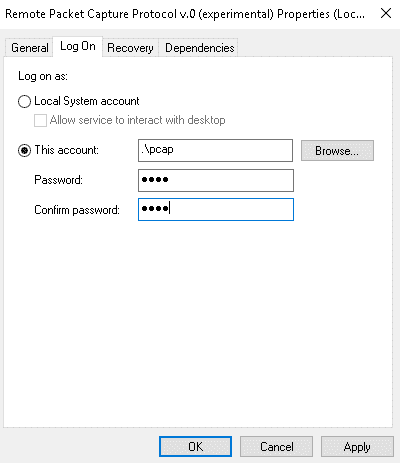 Remote Packet Capture Protocol v.0 (experimental) Properties (Loc...
General Log On Recovery Dependencies
Log on as:
Local System account
Allow service to interact with desktop
This account: .\pcap Browse...
Password: ●●●●
Confirm password: ●●●●
OK Cancel Apply